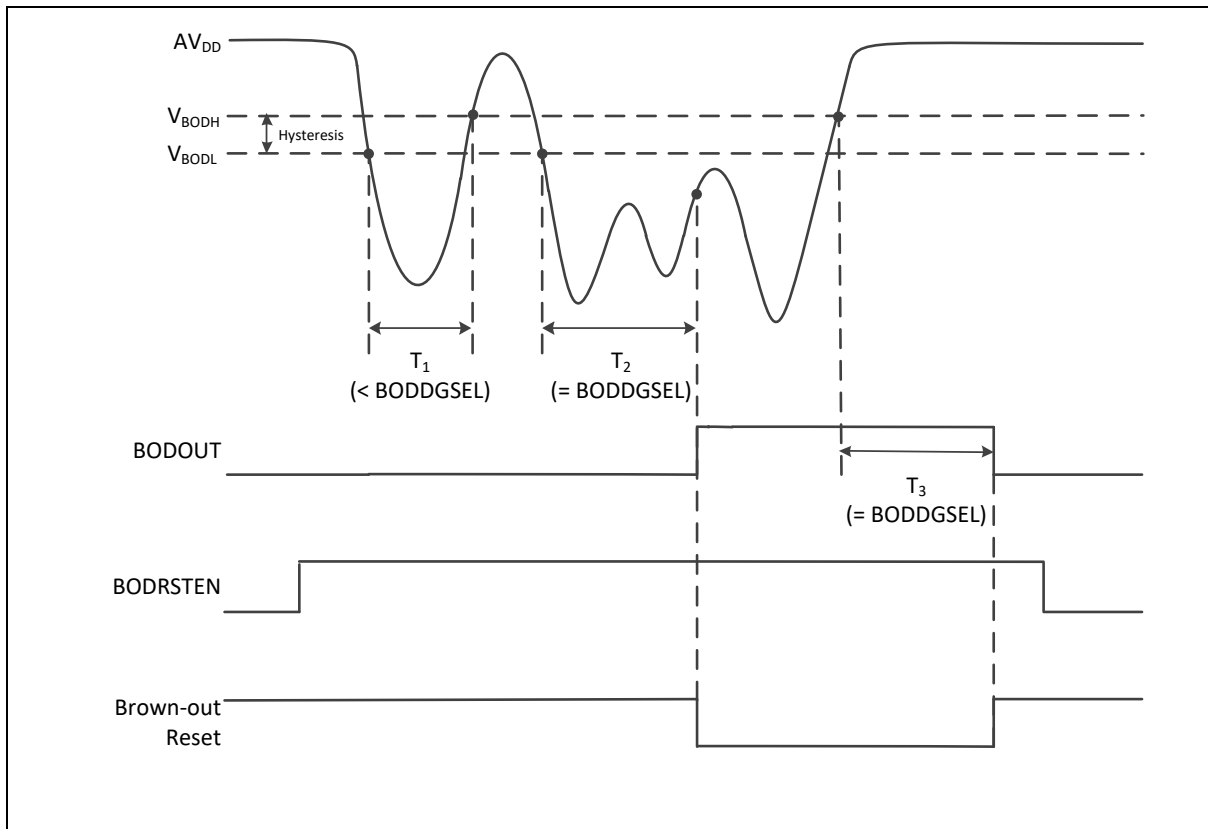 AVDD
VBODH
Hysteresis
VBODL
T1
(< BODDGSEL)
T2
(= BODDGSEL)
BODOUT
T3
(= BODDGSEL)
BODRSTEN
Brown-out
Reset